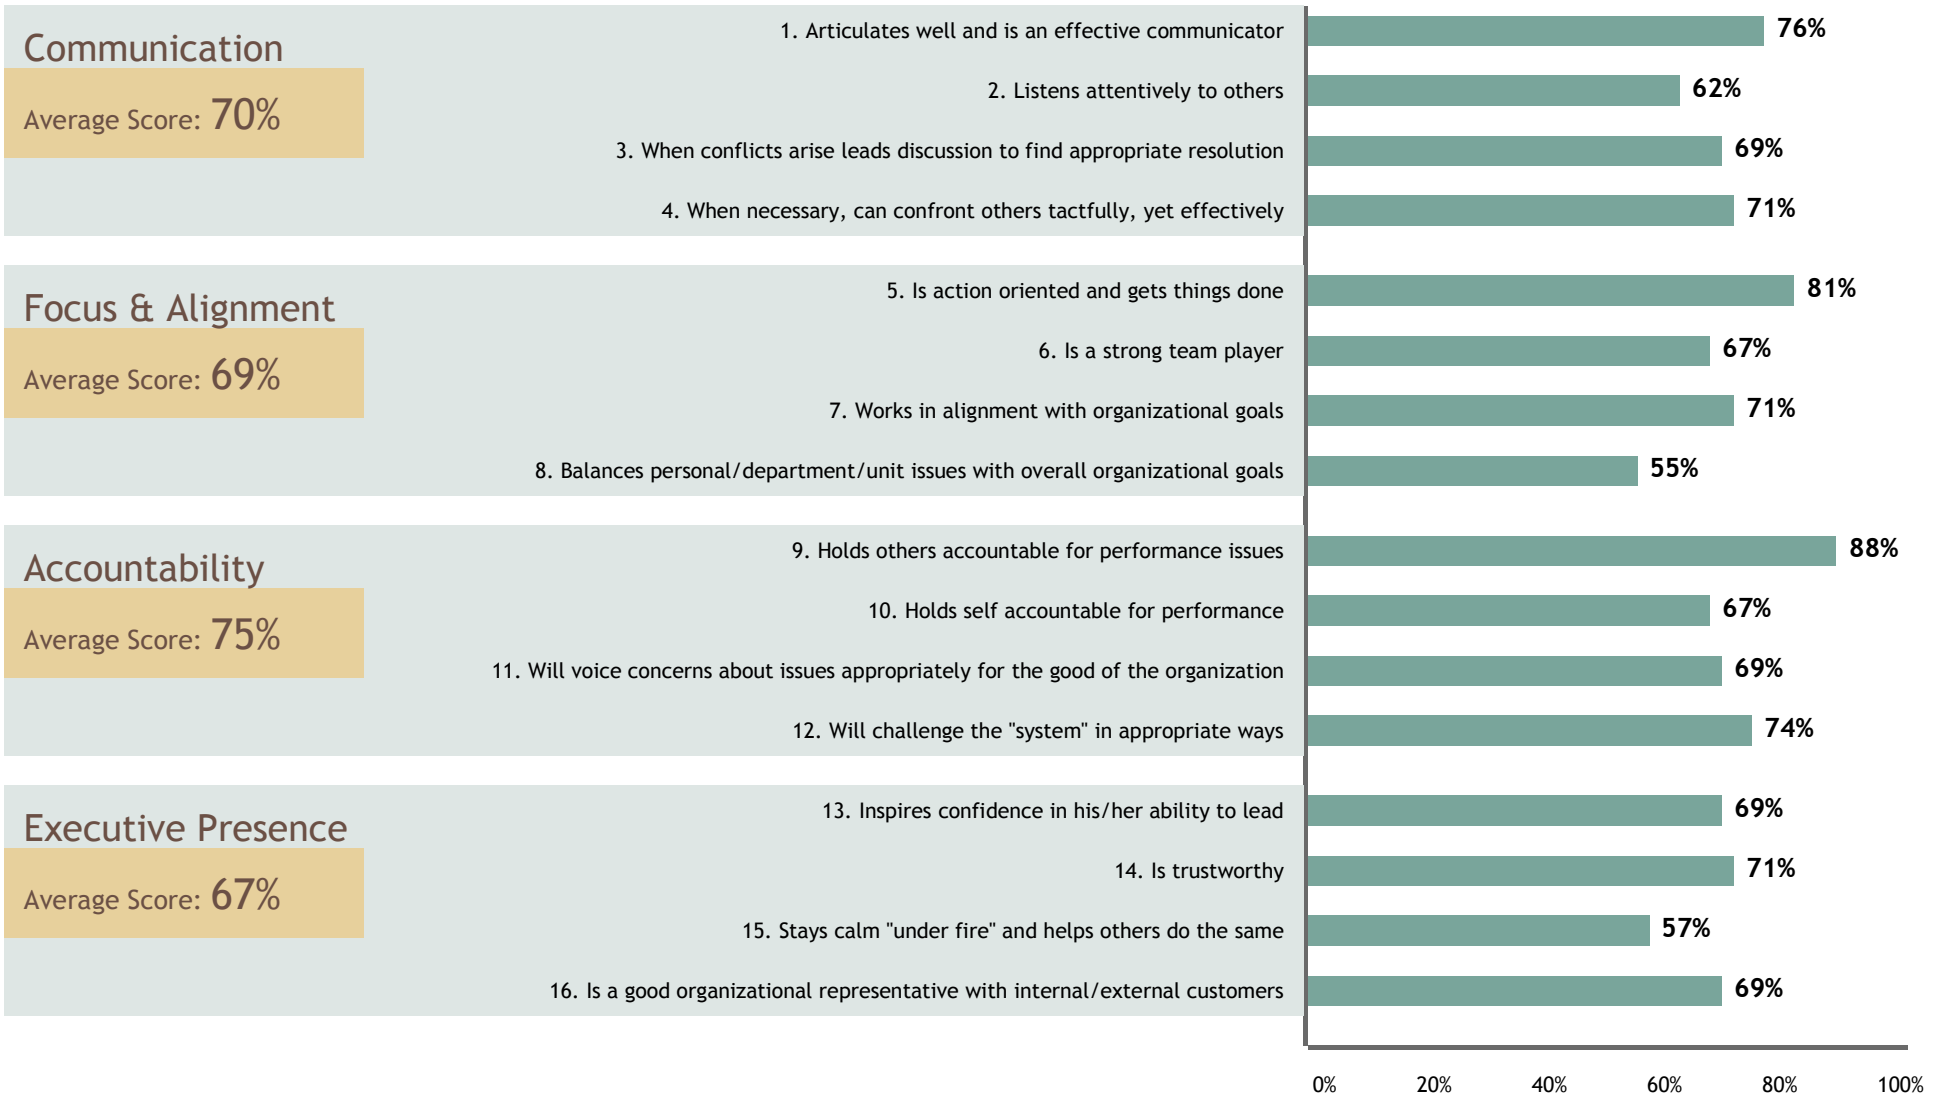 Communication
Average Score: 70%
1. Articulates well and is an effective communicator 76%
2. Listens attentively to others 62%
3. When conflicts arise leads discussion to find appropriate resolution 69%
4. When necessary, can confront others tactfully, yet effectively 71%
Focus & Alignment
Average Score: 69%
5. Is action oriented and gets things done 81%
6. Is a strong team player 67%
7. Works in alignment with organizational goals 71%
8. Balances personal/department/unit issues with overall organizational goals 55%
Accountability
Average Score: 75%
9. Holds others accountable for performance issues 88%
10. Holds self accountable for performance 67%
11. Will voice concerns about issues appropriately for the good of the organization 69%
12. Will challenge the "system" in appropriate ways 74%
Executive Presence
Average Score: 67%
13. Inspires confidence in his/her ability to lead 69%
14. Is trustworthy 71%
15. Stays calm "under fire" and helps others do the same 57%
16. Is a good organizational representative with internal/external customers 69%
0% 20% 40% 60% 80% 100%